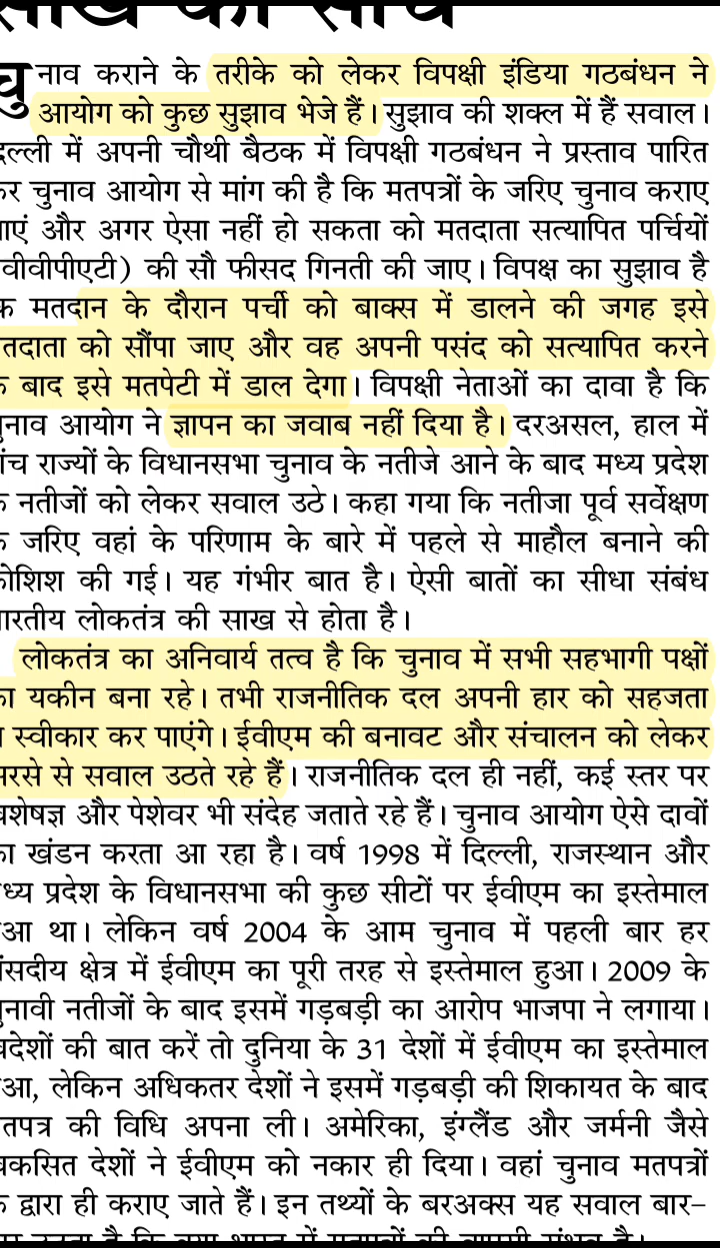 चुनाव कराने के तरीके को लेकर विपक्षी इंडिया गठबंधन ने
आयोग को कुछ सुझाव भेजे हैं। सुझाव की शक्ल में हैं सवाल।
ल्ली में अपनी चौथी बैठक में विपक्षी गठबंधन ने प्रस्ताव पारित
र चुनाव आयोग से मांग की है कि मतपत्रों के जरिए चुनाव कराए
ाएं और अगर ऐसा नहीं हो सकता को मतदाता सत्यापित पर्चियों
वीवीपीएटी) की सौ फीसद गिनती की जाए। विपक्ष का सुझाव है
क मतदान के दौरान पर्ची को बाक्स में डालने की जगह इसे
तदाता को सौंपा जाए और वह अपनी पसंद को सत्यापित करने
बाद इसे मतपेटी में डाल देगा। विपक्षी नेताओं का दावा है कि
नाव आयोग ने ज्ञापन का जवाब नहीं दिया है। दरअसल, हाल में
ांच राज्यों के विधानसभा चुनाव के नतीजे आने के बाद मध्य प्रदेश
नतीजों को लेकर सवाल उठे। कहा गया कि नतीजा पूर्व सर्वेक्षण
जरिए वहां के परिणाम के बारे में पहले से माहौल बनाने की
ोशिश की गई। यह गंभीर बात है। ऐसी बातों का सीधा संबंध
ारतीय लोकतंत्र की साख से होता है।
लोकतंत्र का अनिवार्य तत्व है कि चुनाव में सभी सहभागी पक्षों
ा यकीन बना रहे। तभी राजनीतिक दल अपनी हार को सहजता
स्वीकार कर पाएंगे। ईवीएम की बनावट और संचालन को लेकर
रसे से सवाल उठते रहे हैं। राजनीतिक दल ही नहीं, कई स्तर पर
शेषज्ञ और पेशेवर भी संदेह जताते रहे हैं। चुनाव आयोग ऐसे दावों
ा खंडन करता आ रहा है। वर्ष 1998 में दिल्ली, राजस्थान और
ध्य प्रदेश के विधानसभा की कुछ सीटों पर ईवीएम का इस्तेमाल
आ था। लेकिन वर्ष 2004 के आम चुनाव में पहली बार हर
ंसदीय क्षेत्र में ईवीएम का पूरी तरह से इस्तेमाल हुआ। 2009 के
नावी नतीजों के बाद इसमें गड़बड़ी का आरोप भाजपा ने लगाया।
देशों की बात करें तो दुनिया के 31 देशों में ईवीएम का इस्तेमाल
आ, लेकिन अधिकतर देशों ने इसमें गड़बड़ी की शिकायत के बाद
तपत्र की विधि अपना ली। अमेरिका, इंग्लैंड और जर्मनी जैसे
कसित देशों ने ईवीएम को नकार ही दिया। वहां चुनाव मतपत्रों
द्वारा ही कराए जाते हैं। इन तथ्यों के बरअक्स यह सवाल बार-